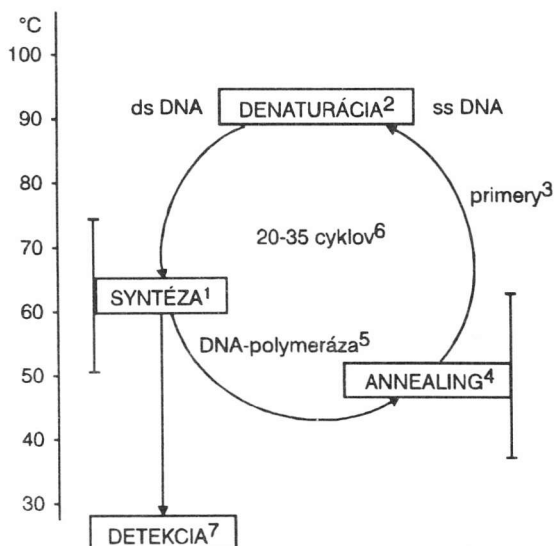 °C
100
90
80
70
60
50
40
30
ds DNA
DENATURÁCIA²
ss DNA
primery³
20-35 cyklov⁶
SYNTÉZA¹
DNA-polymeráza⁵
ANNEALING⁴
DETEKCIA⁷